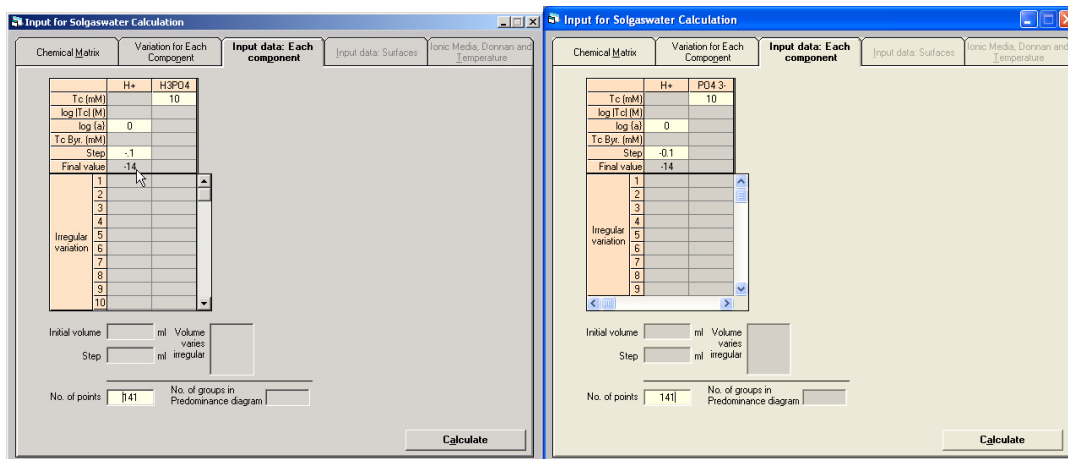 Input for Solgaswater Calculation
Chemical Matrix
Variation for Each
Component
Input data: Each
component
Input data: Surfaces
Ionic Media, Donnan and
Temperature
H+ H3PO4
Tc (mM) 10
log |Tc| (M)
log {a} 0
Tc Byr. (mM)
Step -.1
Final value -14
Irregular
variation
1
2
3
4
5
6
7
8
9
10
Initial volume ml
Step ml
Volume
varies
irregular
No. of points 141
No. of groups in
Predominance diagram
Calculate
Input for Solgaswater Calculation
Chemical Matrix
Variation for Each
Component
Input data: Each
component
Input data: Surfaces
Ionic Media, Donnan and
Temperature
H+ PO4 3-
Tc (mM) 10
log |Tc| (M)
log {a} 0
Tc Byr. (mM)
Step -0.1
Final value -14
Irregular
variation
1
2
3
4
5
6
7
8
9
Initial volume ml
Step ml
Volume
varies
irregular
No. of points 141
No. of groups in
Predominance diagram
Calculate